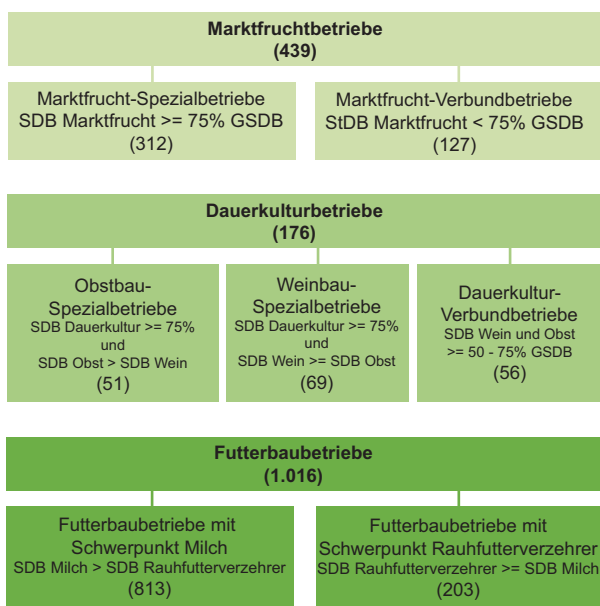 Marktfruchtbetriebe
(439)
Marktfrucht-Spezialbetriebe
SDB Marktfrucht >= 75% GSDB
(312)
Marktfrucht-Verbundbetriebe
StDB Marktfrucht < 75% GSDB
(127)
Dauerkulturbetriebe
(176)
Obstbau-
Spezialbetriebe
SDB Dauerkultur >= 75%
und
SDB Obst > SDB Wein
(51)
Weinbau-
Spezialbetriebe
SDB Dauerkultur >= 75%
und
SDB Wein >= SDB Obst
(69)
Dauerkultur-
Verbundbetriebe
SDB Wein und Obst
>= 50 - 75% GSDB
(56)
Futterbaubetriebe
(1.016)
Futterbaubetriebe mit
Schwerpunkt Milch
SDB Milch > SDB Rauhfutterverzehrer
(813)
Futterbaubetriebe mit
Schwerpunkt Rauhfutterverzehrer
SDB Rauhfutterverzehrer >= SDB Milch
(203)